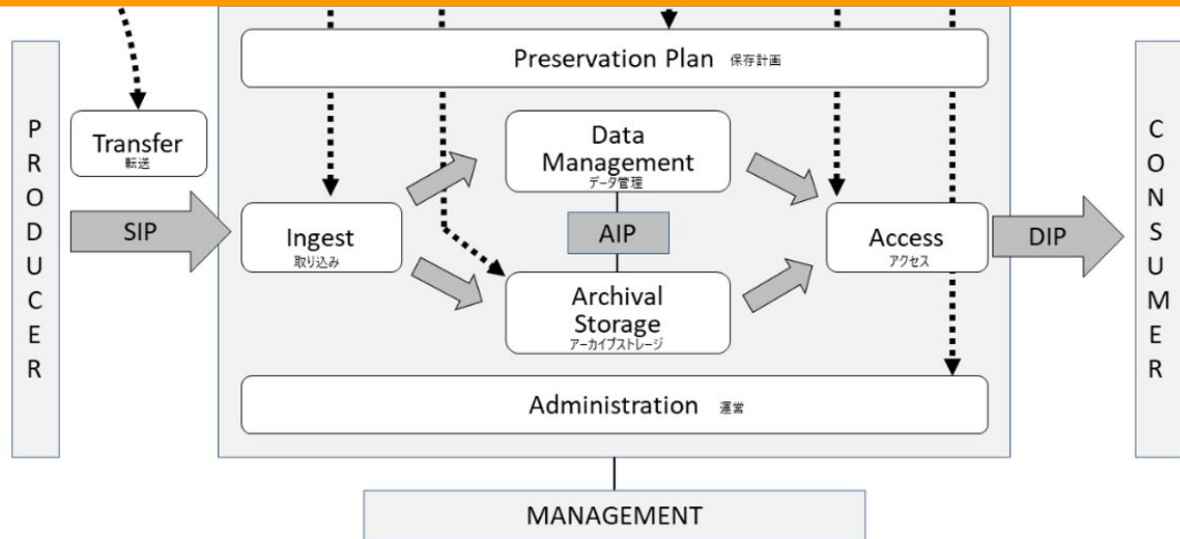 Preservation Plan 保存計画
PRODUCER
Transfer
転送
SIP
Ingest
取り込み
Data
Management
データ管理
AIP
Archival
Storage
アーカイブストレージ
Access
アクセス
DIP
CONSUMER
Administration 運営
MANAGEMENT